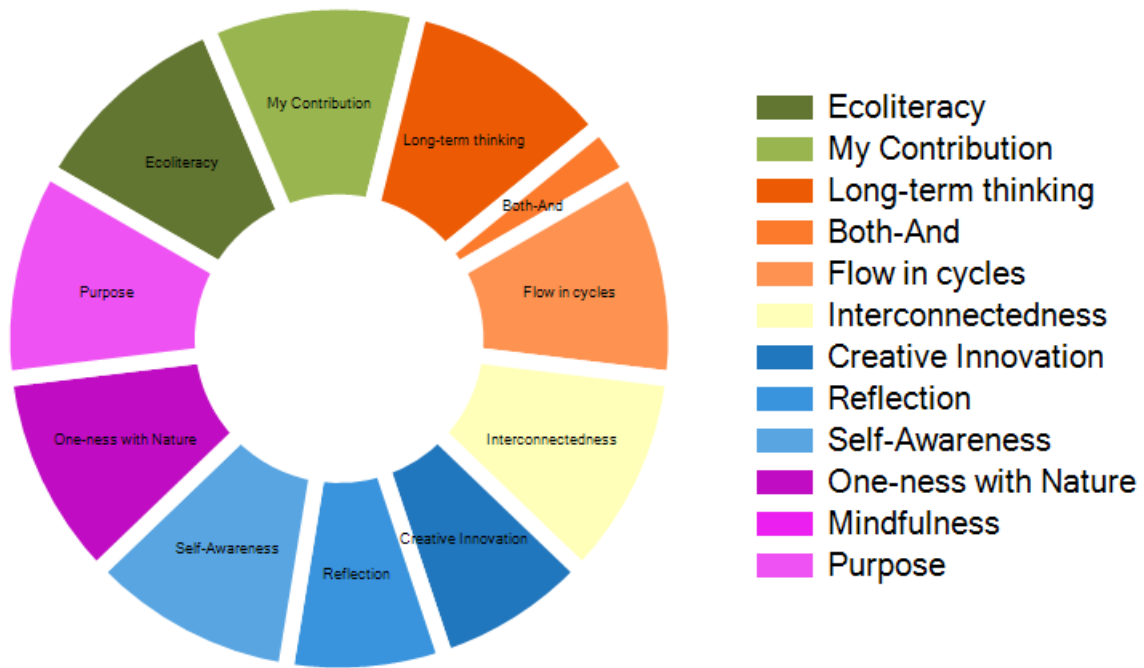 My Contribution
Long-term thinking
Ecoliteracy
Both-And
Purpose
Flow in cycles
One-ness with Nature
Interconnectedness
Self-Awareness
Creative Innovation
Reflection
Ecoliteracy
My Contribution
Long-term thinking
Both-And
Flow in cycles
Interconnectedness
Creative Innovation
Reflection
Self-Awareness
One-ness with Nature
Mindfulness
Purpose